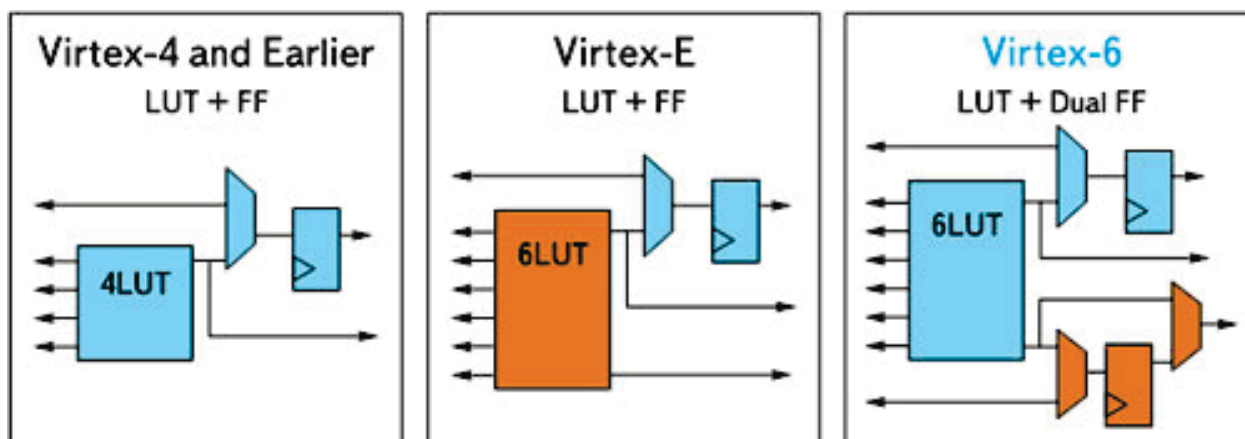 Virtex-4 and Earlier
LUT + FF
4LUT
Virtex-E
LUT + FF
6LUT
Virtex-6
LUT + Dual FF
6LUT